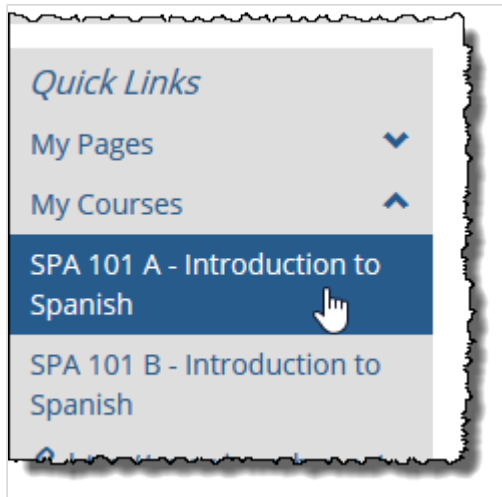 Quick Links
My Pages
My Courses
SPA 101 A - Introduction to
Spanish
SPA 101 B - Introduction to
Spanish